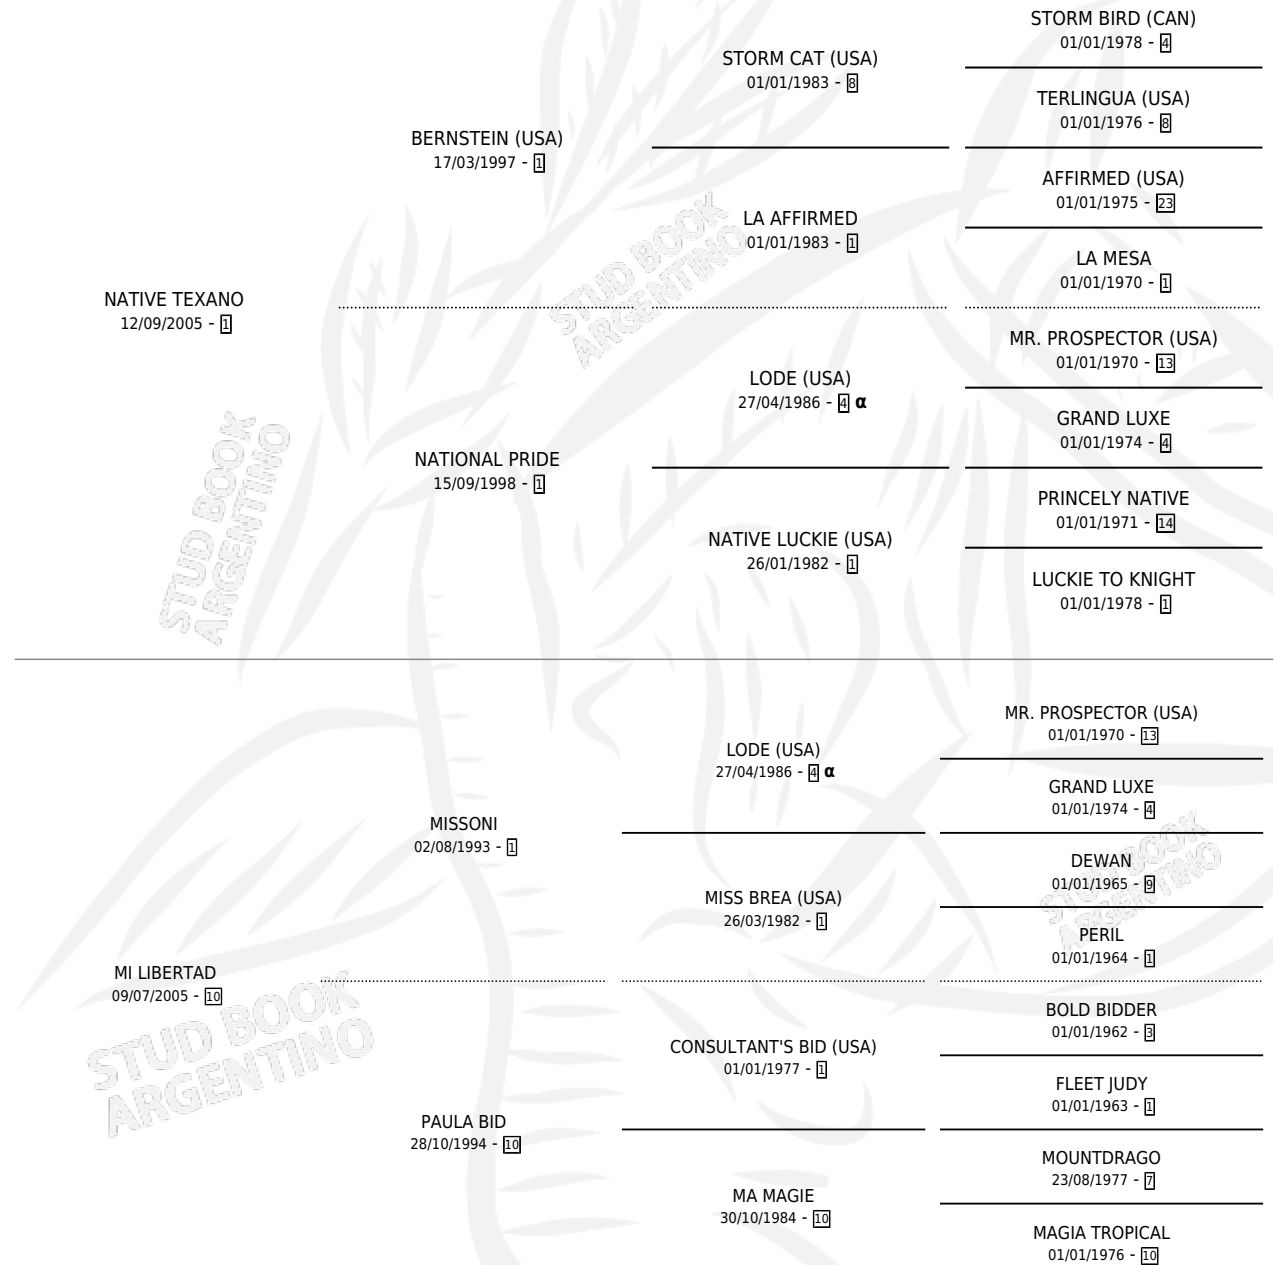 STORM BIRD (CAN)
01/01/1978 - 4
STORM CAT (USA)
01/01/1983 - 8
TERLINGUA (USA)
01/01/1976 - 8
BERNSTEIN (USA)
17/03/1997 - 1
AFFIRMED (USA)
01/01/1975 - 23
LA AFFIRMED
01/01/1983 - 1
LA MESA
01/01/1970 - 1
NATIVE TEXANO
12/09/2005 - 1
MR. PROSPECTOR (USA)
01/01/1970 - 13
LODE (USA)
27/04/1986 - 4 α
GRAND LUXE
01/01/1974 - 4
NATIONAL PRIDE
15/09/1998 - 1
PRINCELY NATIVE
01/01/1971 - 14
NATIVE LUCKIE (USA)
26/01/1982 - 1
LUCKIE TO KNIGHT
01/01/1978 - 1
MR. PROSPECTOR (USA)
01/01/1970 - 13
LODE (USA)
27/04/1986 - 4 α
GRAND LUXE
01/01/1974 - 4
MISSONI
02/08/1993 - 1
DEWAN
01/01/1965 - 9
MISS BREA (USA)
26/03/1982 - 1
PERIL
01/01/1964 - 1
MI LIBERTAD
09/07/2005 - 10
BOLD BIDDER
01/01/1962 - 3
CONSULTANT'S BID (USA)
01/01/1977 - 1
FLEET JUDY
01/01/1963 - 1
PAULA BID
28/10/1994 - 10
MOUNTDRAGO
23/08/1977 - 7
MA MAGIE
30/10/1984 - 10
MAGIA TROPICAL
01/01/1976 - 10
STUD BOOK
ARGENTINO
STUD BOOK
ARGENTINO
STUD BOOK
ARGENTINO
STUD BOOK
ARGENTINO